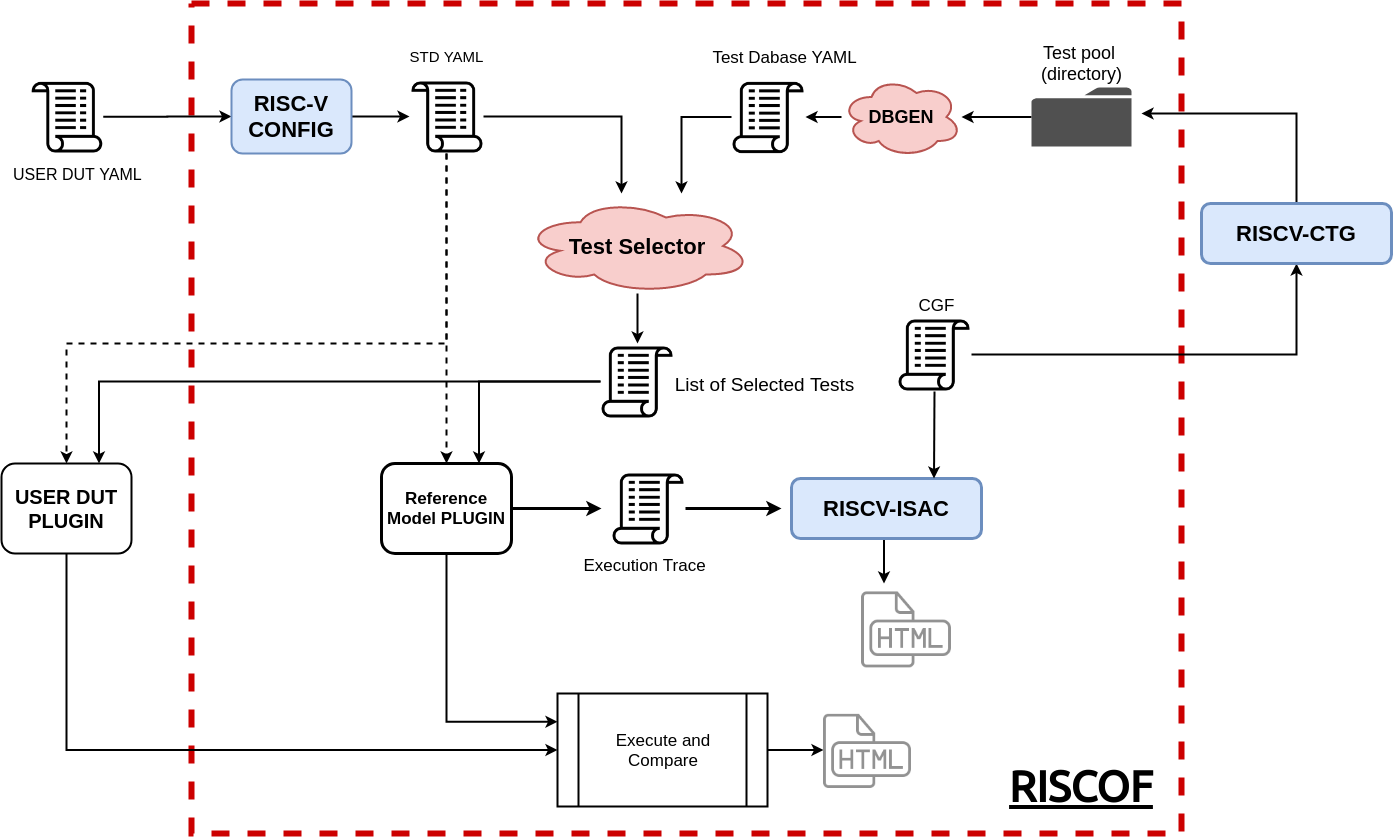 STD YAML
Test Dabase YAML
Test pool
(directory)
RISC-V
CONFIG
DBGEN
USER DUT YAML
RISCV-CTG
Test Selector
CGF
List of Selected Tests
USER DUT
PLUGIN
Reference
Model PLUGIN
RISCV-ISAC
Execution Trace
HTML
Execute and
Compare
HTML
RISCOF